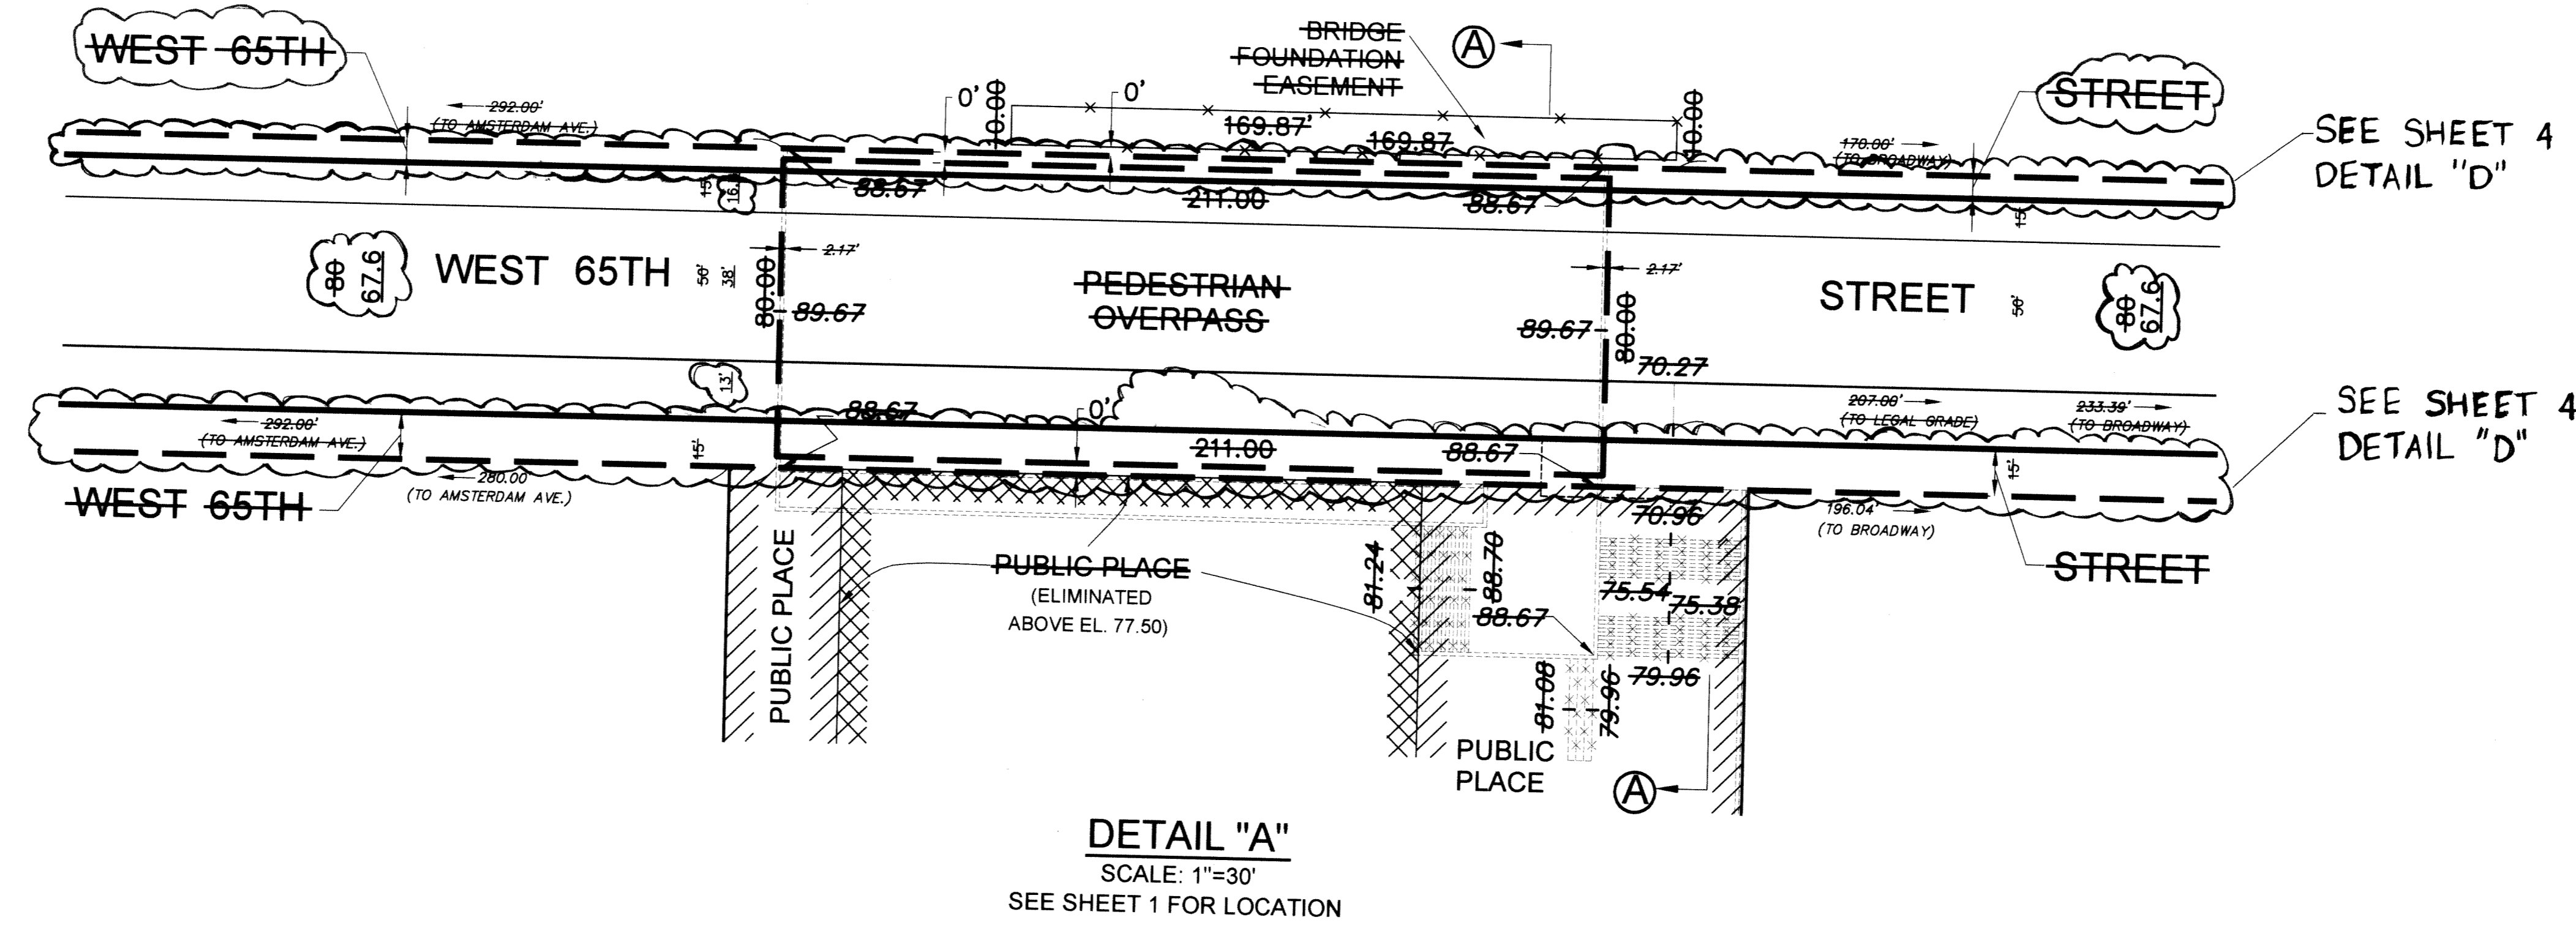 WEST 65TH
292.00'
(TO AMSTERDAM AVE.)
0'
10.00
0'
BRIDGE
FOUNDATION
EASEMENT
A
169.87'
169.87
10.00
STREET
170.00'
(TO BROADWAY)
SEE SHEET 4
DETAIL "D"
15'
88.67
211.00
88.67
15'
80
67.6
WEST 65TH
50'
38'
80.00
2.17'
89.67
PEDESTRIAN
OVERPASS
2.17'
89.67
80.00
STREET
50'
80
67.6
70.27
13'
292.00'
(TO AMSTERDAM AVE.)
15'
88.67
0'
211.00
88.67
207.00'
(TO LEGAL GRADE)
233.39'
(TO BROADWAY)
15'
SEE SHEET 4
DETAIL "D"
WEST 65TH
280.00'
(TO AMSTERDAM AVE.)
70.96
196.04'
(TO BROADWAY)
STREET
PUBLIC PLACE
PUBLIC PLACE
(ELIMINATED
ABOVE EL. 77.50)
81.24
88.70
88.67
75.54
75.38
79.96
81.08
79.96
PUBLIC
PLACE
A
DETAIL "A"
SCALE: 1"=30'
SEE SHEET 1 FOR LOCATION